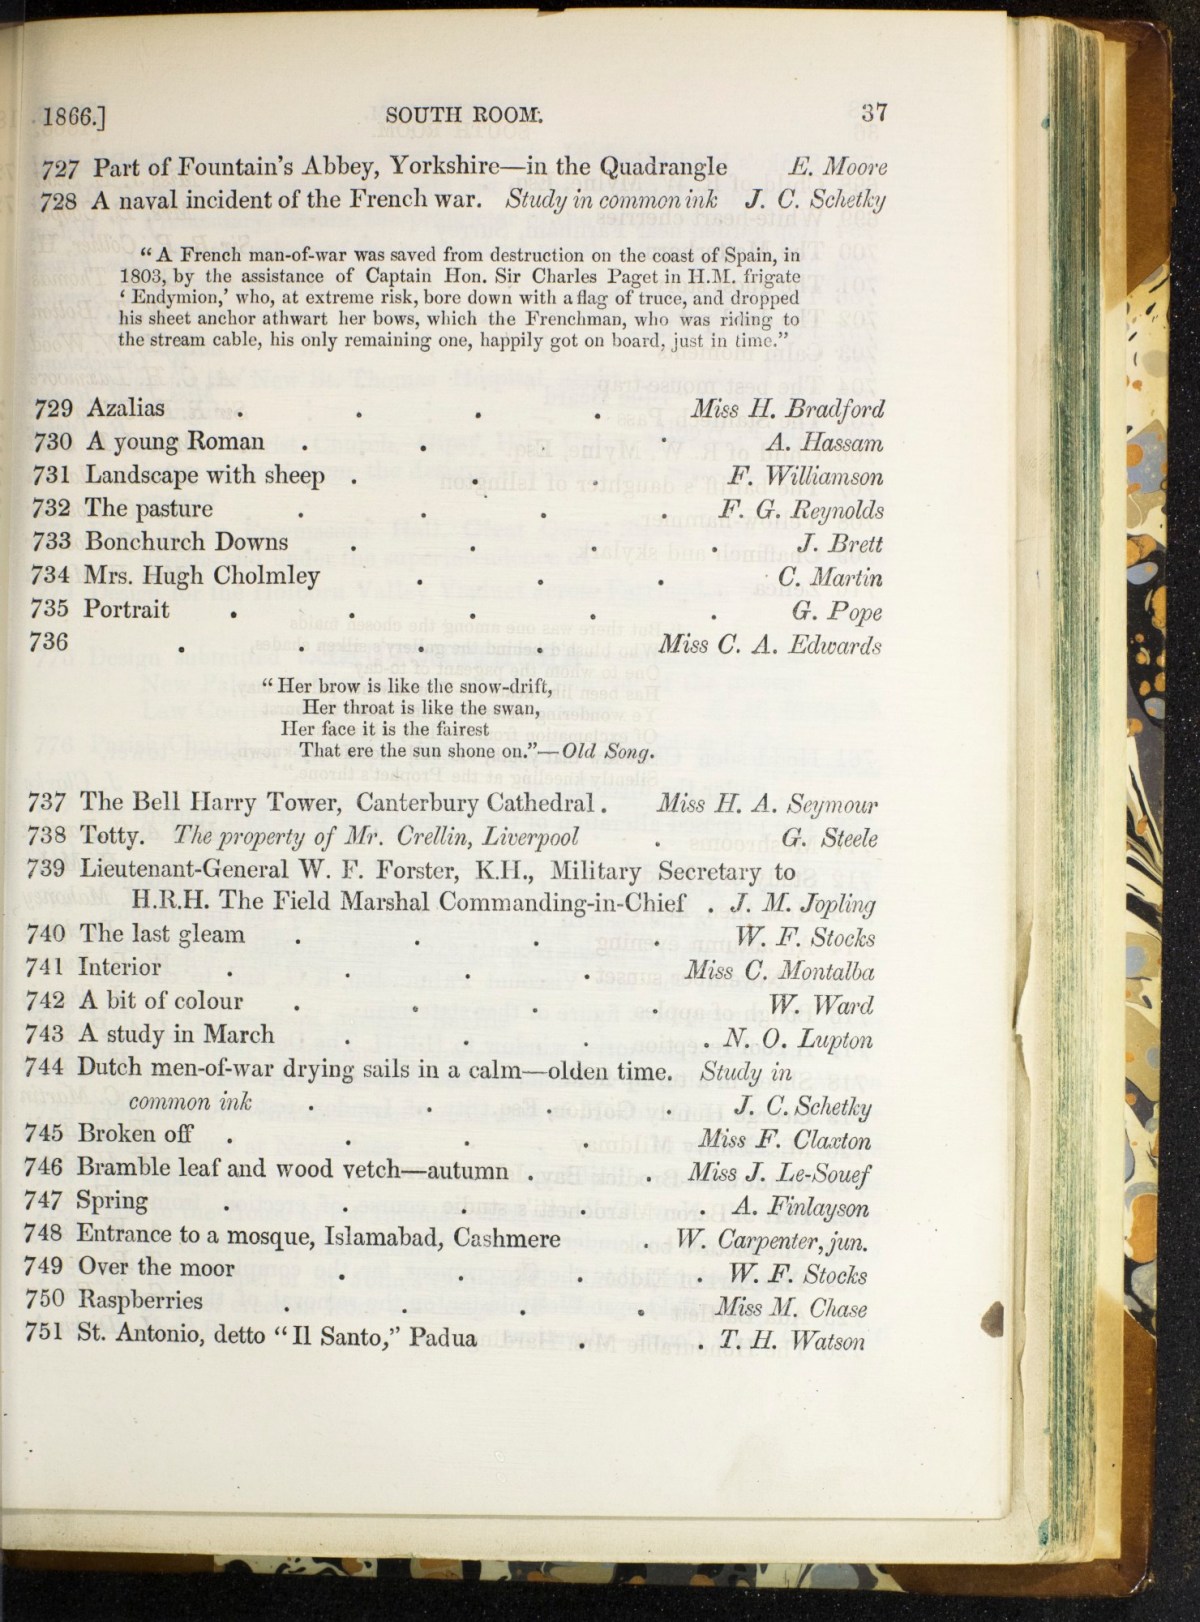 1866.] SOUTH ROOM. 37
727 Part of Fountain's Abbey, Yorkshire—in the Quadrangle E. Moore
728 A naval incident of the French war. Study in common ink J. C. Schetky
"A French man-of-war was saved from destruction on the coast of Spain, in
1803, by the assistance of Captain Hon. Sir Charles Paget in H.M. frigate
'Endymion,' who, at extreme risk, bore down with a flag of truce, and dropped
his sheet anchor athwart her bows, which the Frenchman, who was riding to
the stream cable, his only remaining one, happily got on board, just in time."
729 Azalias . . . . Miss H. Bradford
730 A young Roman . . . . A. Hassam
731 Landscape with sheep . . . F. Williamson
732 The pasture . . . . F. G. Reynolds
733 Bonchurch Downs . . . . J. Brett
734 Mrs. Hugh Cholmley . . . C. Martin
735 Portrait . . . . . G. Pope
736 . . . . Miss C. A. Edwards
"Her brow is like the snow-drift,
Her throat is like the swan,
Her face it is the fairest
That ere the sun shone on."—Old Song.
737 The Bell Harry Tower, Canterbury Cathedral . Miss H. A. Seymour
738 Totty. The property of Mr. Crellin, Liverpool . G. Steele
739 Lieutenant-General W. F. Forster, K.H., Military Secretary to
H.R.H. The Field Marshal Commanding-in-Chief . J. M. Jopling
740 The last gleam . . . . W. F. Stocks
741 Interior . . . . Miss C. Montalba
742 A bit of colour . . . . W. Ward
743 A study in March . . . . N. O. Lupton
744 Dutch men-of-war drying sails in a calm—olden time. Study in
common ink . . . . J. C. Schetky
745 Broken off . . . . Miss F. Claxton
746 Bramble leaf and wood vetch—autumn . . Miss J. Le-Souef
747 Spring . . . . . A. Finlayson
748 Entrance to a mosque, Islamabad, Cashmere . W. Carpenter, jun.
749 Over the moor . . . . W. F. Stocks
750 Raspberries . . . . Miss M. Chase
751 St. Antonio, detto "Il Santo," Padua . . T. H. Watson